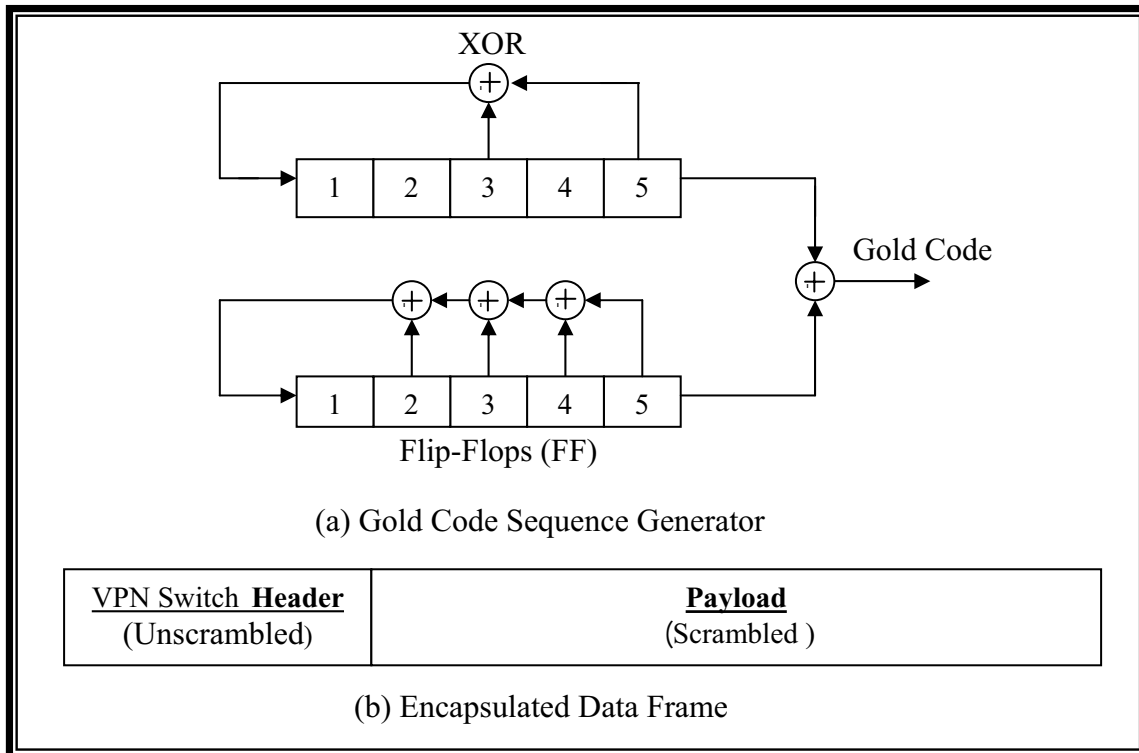 XOR
1 2 3 4 5
Gold Code
1 2 3 4 5
Flip-Flops (FF)
(a) Gold Code Sequence Generator
VPN Switch Header
(Unscrambled)
Payload
(Scrambled )
(b) Encapsulated Data Frame